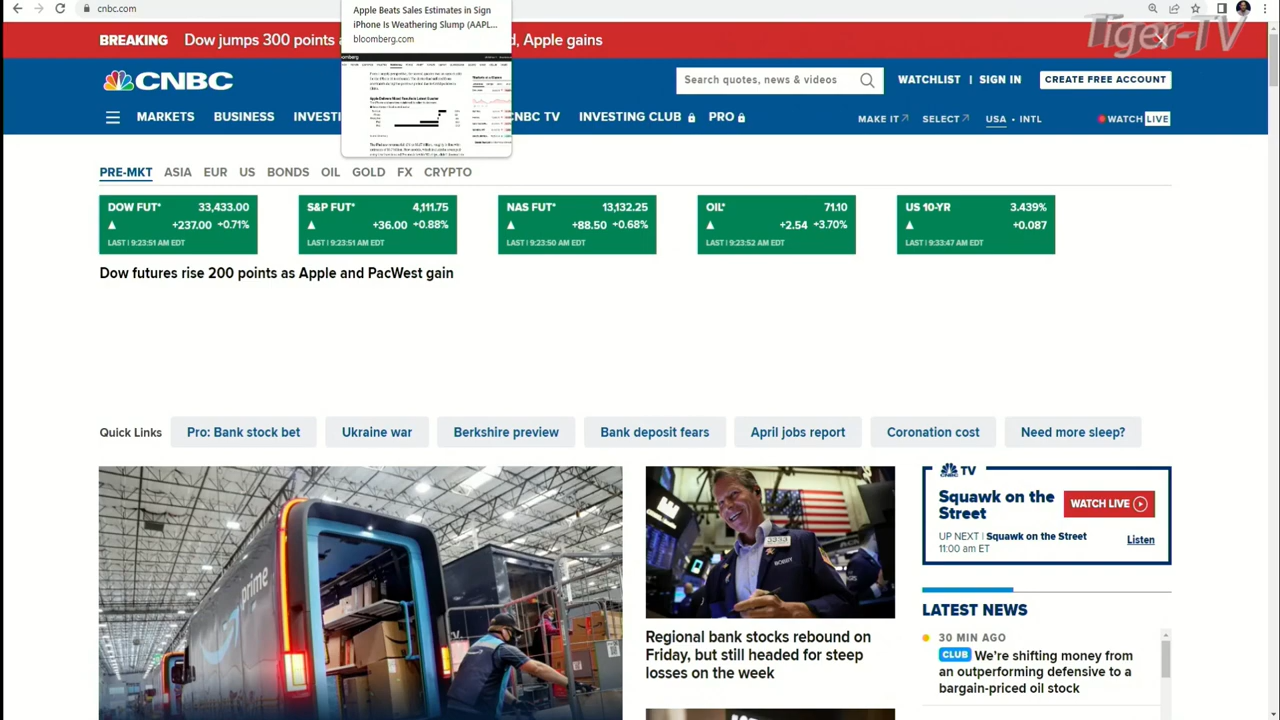 cnbc.com
Apple Beats Sales Estimates in Sign
iPhone Is Weathering Slump (AAPL...
bloomberg.com
Tiger-TV
BREAKING Dow jumps 300 points a d, Apple gains
CNBC
Search quotes, news & videos
WATCHLIST | SIGN IN
CREATE FREE ACCOUNT
MARKETS BUSINESS INVESTI NBC TV INVESTING CLUB PRO
MAKE IT SELECT USA • INTL WATCH LIVE
PRE-MKT ASIA EUR US BONDS OIL GOLD FX CRYPTO
DOW FUT* 33,433.00
+237.00 +0.71%
LAST | 9:23:51 AM EDT
S&P FUT* 4,111.75
+36.00 +0.88%
LAST | 9:23:51 AM EDT
NAS FUT* 13,132.25
+88.50 +0.68%
LAST | 9:23:50 AM EDT
OIL* 71.10
+2.54 +3.70%
LAST | 9:23:52 AM EDT
US 10-YR 3.439%
+0.087
LAST | 9:33:47 AM EDT
Dow futures rise 200 points as Apple and PacWest gain
Quick Links
Pro: Bank stock bet
Ukraine war
Berkshire preview
Bank deposit fears
April jobs report
Coronation cost
Need more sleep?
prime
3333
BOBBY
Regional bank stocks rebound on
Friday, but still headed for steep
losses on the week
CNBC TV
Squawk on the
Street
WATCH LIVE
UP NEXT | Squawk on the Street
11:00 am ET
Listen
LATEST NEWS
30 MIN AGO
CLUB We're shifting money from
an outperforming defensive to a
bargain-priced oil stock